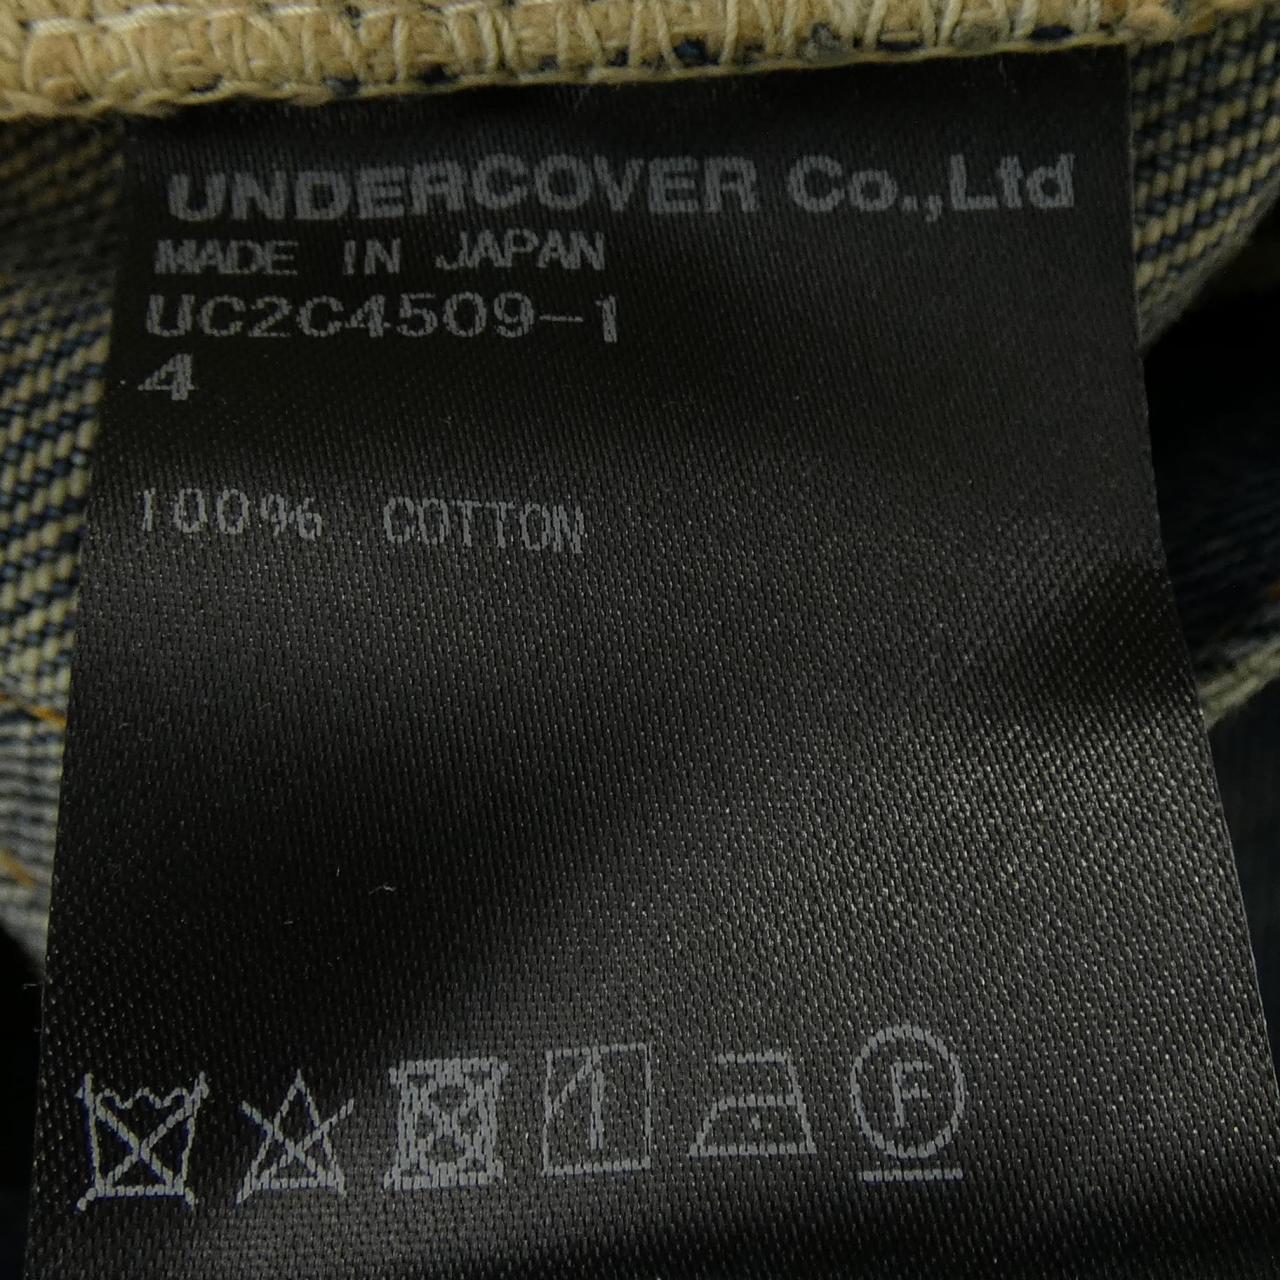 UNDERCOVER Co.,Ltd
MADE IN JAPAN
UC2C4509-1
4
100% COTTON
F